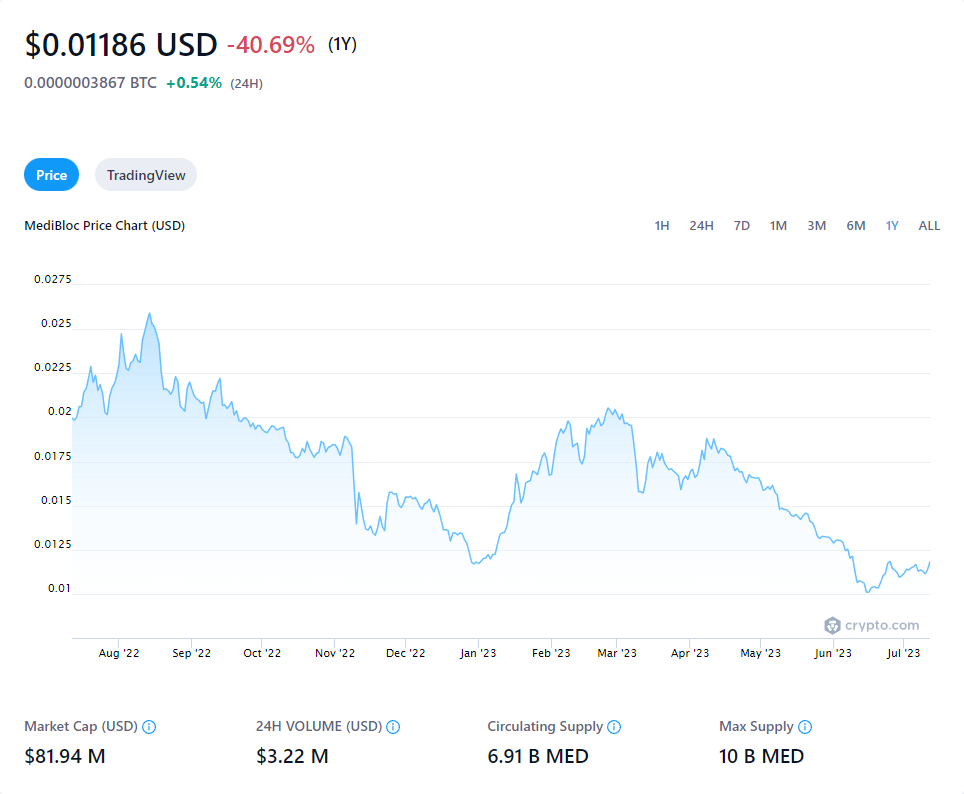 $0.01186 USD -40.69% (1Y)
0.0000003867 BTC +0.54% (24H)
Price TradingView
MediBloc Price Chart (USD) 1H 24H 7D 1M 3M 6M 1Y ALL
0.0275
0.025
0.0225
0.02
0.0175
0.015
0.0125
0.01
crypto.com
Aug '22 Sep '22 Oct '22 Nov '22 Dec '22 Jan '23 Feb '23 Mar '23 Apr '23 May '23 Jun '23 Jul '23
Market Cap (USD) 24H VOLUME (USD) Circulating Supply Max Supply
$81.94 M $3.22 M 6.91 B MED 10 B MED